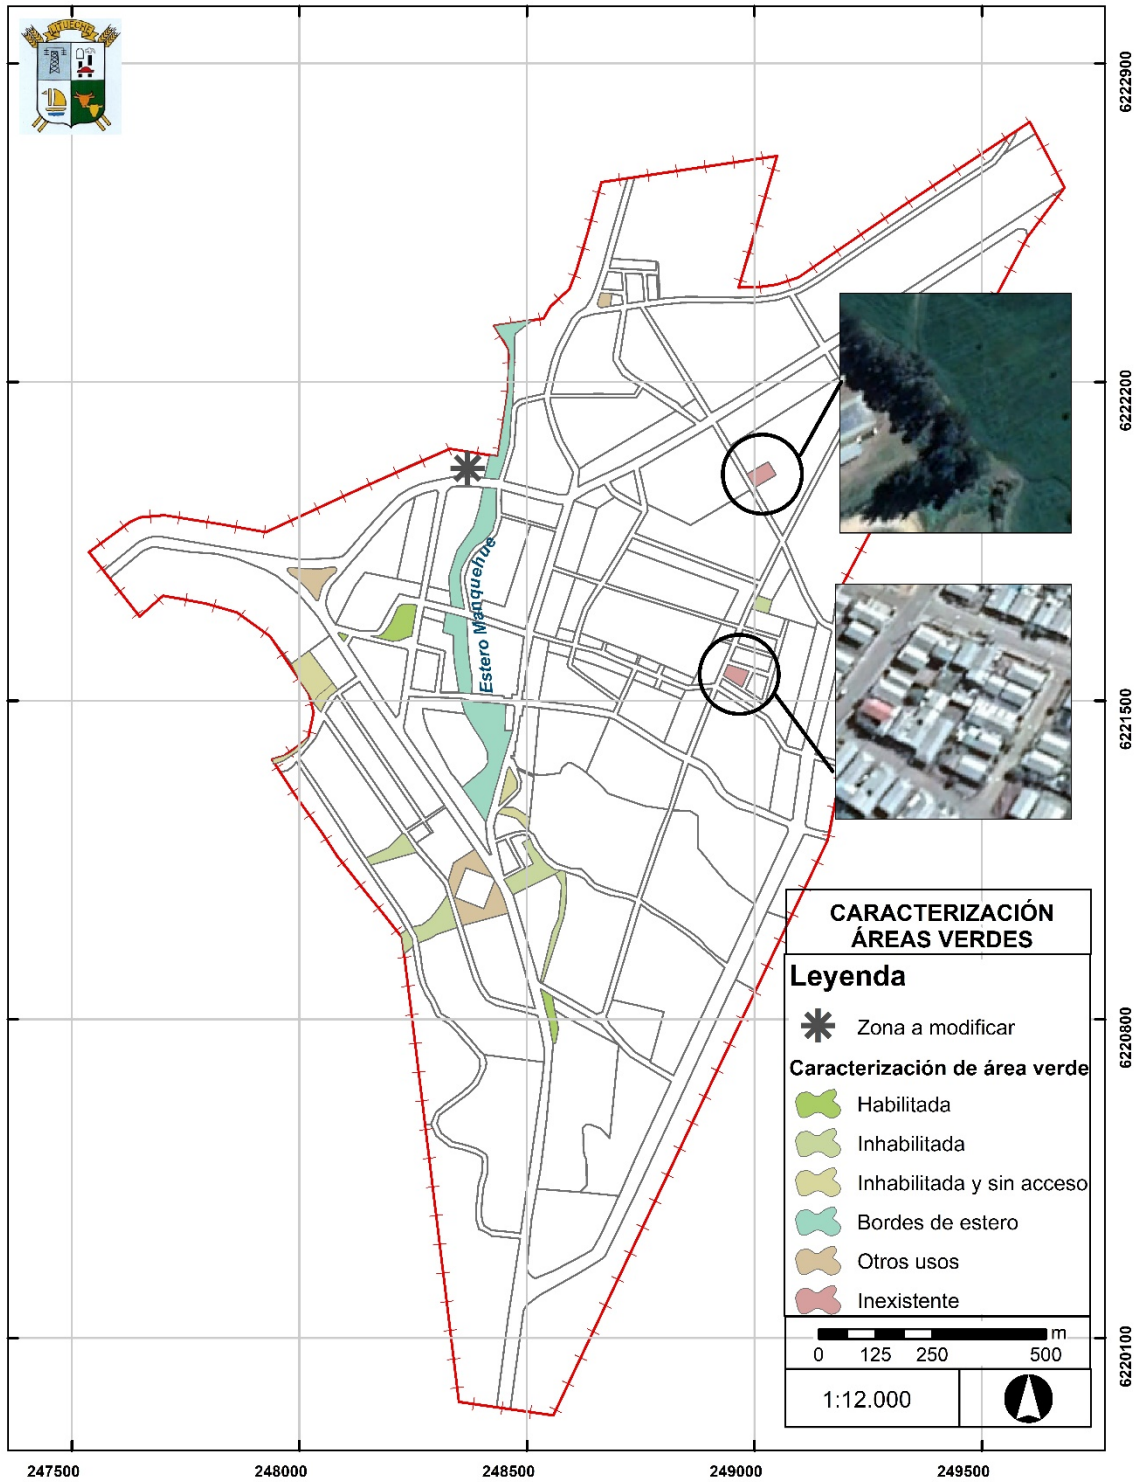 LITUECHE
6222900
6222200
Estero Manquehue
6221500
CARACTERIZACIÓN
ÁREAS VERDES
Leyenda
Zona a modificar
Caracterización de área verde
Habilitada
Inhabilitada
Inhabilitada y sin acceso
Bordes de estero
Otros usos
Inexistente
m
0 125 250 500
1:12.000
6220800
6220100
247500 248000 248500 249000 249500